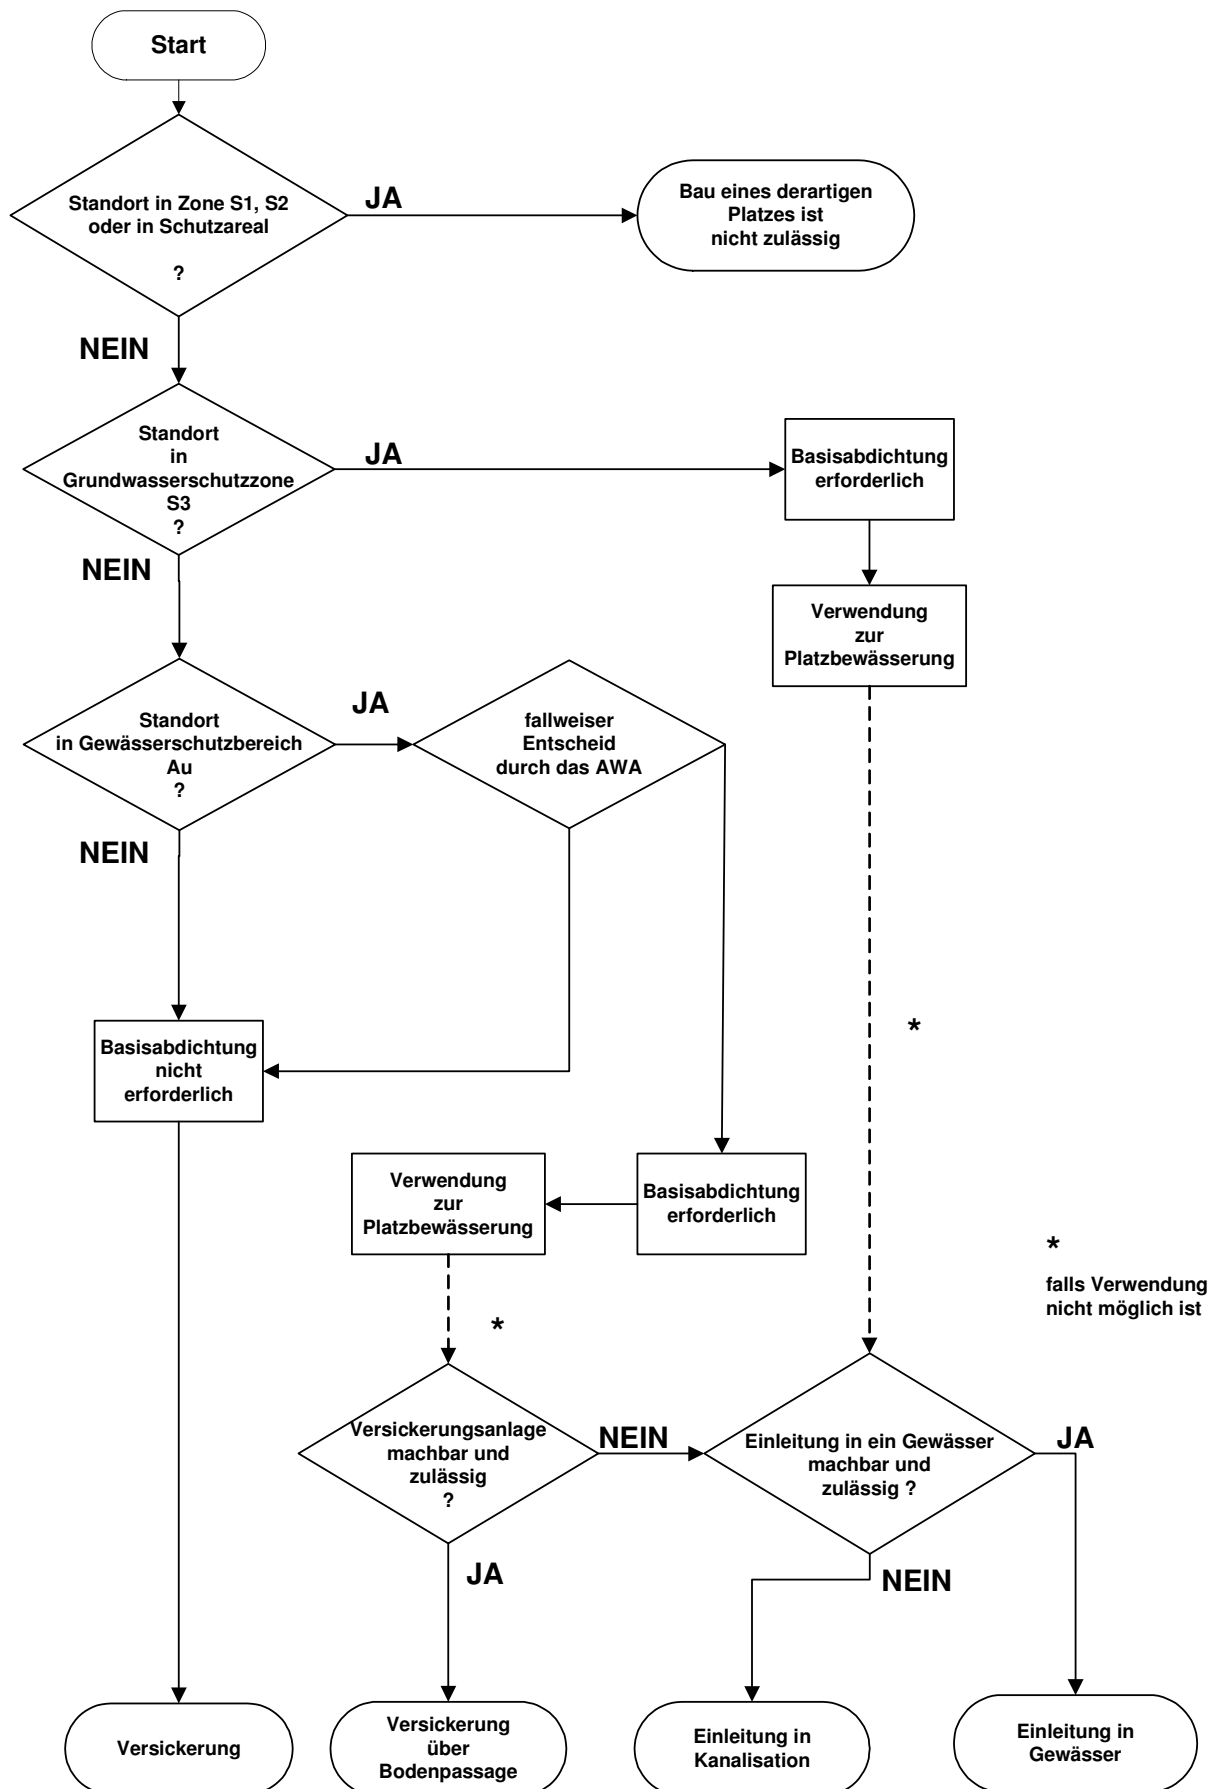 Start
Standort in Zone S1, S2
oder in Schutzareal
?
JA
Bau eines derartigen
Platzes ist
nicht zulässig
NEIN
Standort
in
Grundwasserschutzzone
S3
?
JA
Basisabdichtung
erforderlich
NEIN
Verwendung
zur
Platzbewässerung
Standort
in Gewässerschutzbereich
Au
?
JA
fallweiser
Entscheid
durch das AWA
NEIN
*
Basisabdichtung
nicht
erforderlich
Verwendung
zur
Platzbewässerung
Basisabdichtung
erforderlich
*
falls Verwendung
nicht möglich ist
*
Versickerungsanlage
machbar und
zulässig
?
NEIN
Einleitung in ein Gewässer
machbar und
zulässig ?
JA
JA
NEIN
Versickerung
Versickerung
über
Bodenpassage
Einleitung in
Kanalisation
Einleitung in
Gewässer